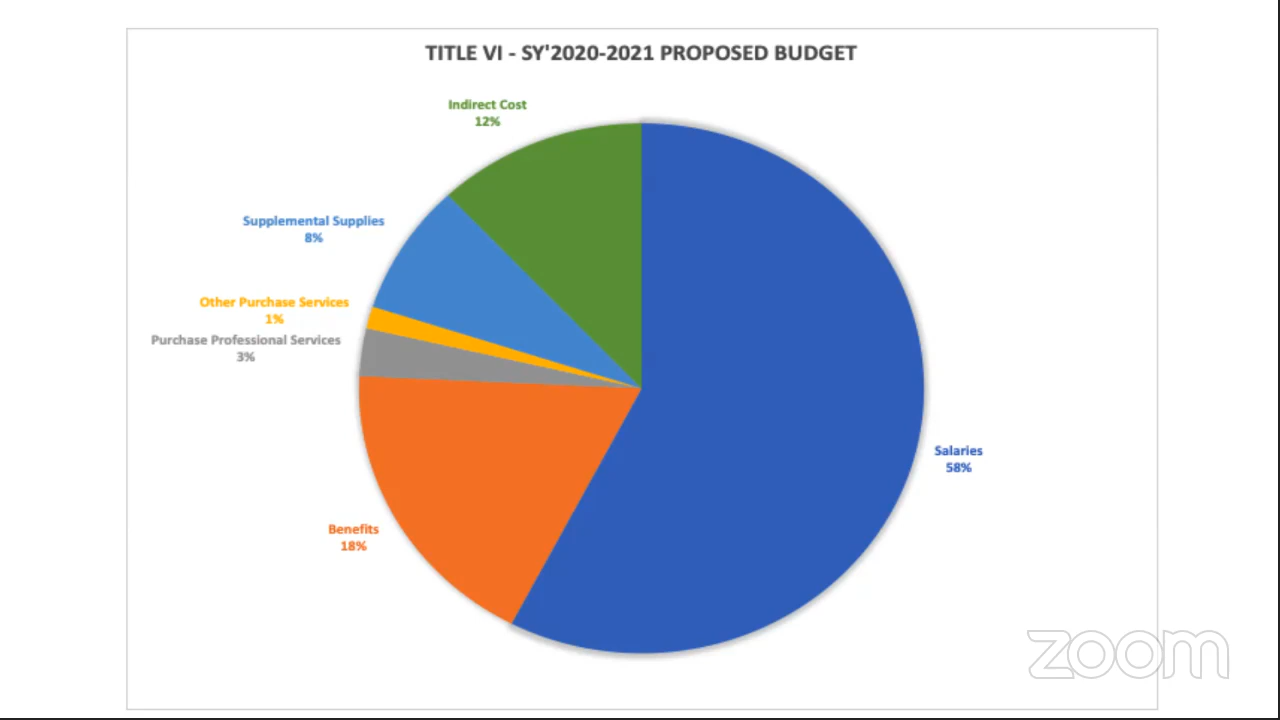 TITLE VI - SY'2020-2021 PROPOSED BUDGET
Indirect Cost
12%
Supplemental Supplies
8%
Other Purchase Services
1%
Purchase Professional Services
3%
Salaries
58%
Benefits
18%
zoom